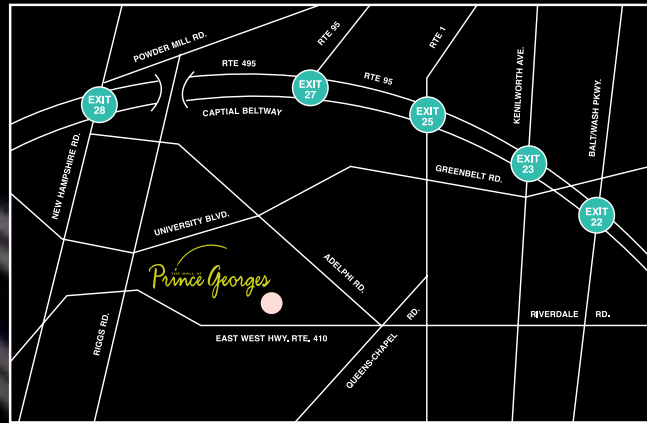 POWDER MILL RD.
RTE 495
RTE 95
RTE 1
RTE 95
KENILWORTH AVE.
BALT/WASH PKWY.
EXIT
28
EXIT
27
EXIT
25
EXIT
23
EXIT
22
CAPTIAL BELTWAY
NEW HAMPSHIRE RD.
GREENBELT RD.
UNIVERSITY BLVD.
ADELPHI RD.
THE MALL AT
Prince Georges
RIGGS RD.
EAST WEST HWY. RTE. 410
QUEENS-CHAPEL RD.
RIVERDALE RD.